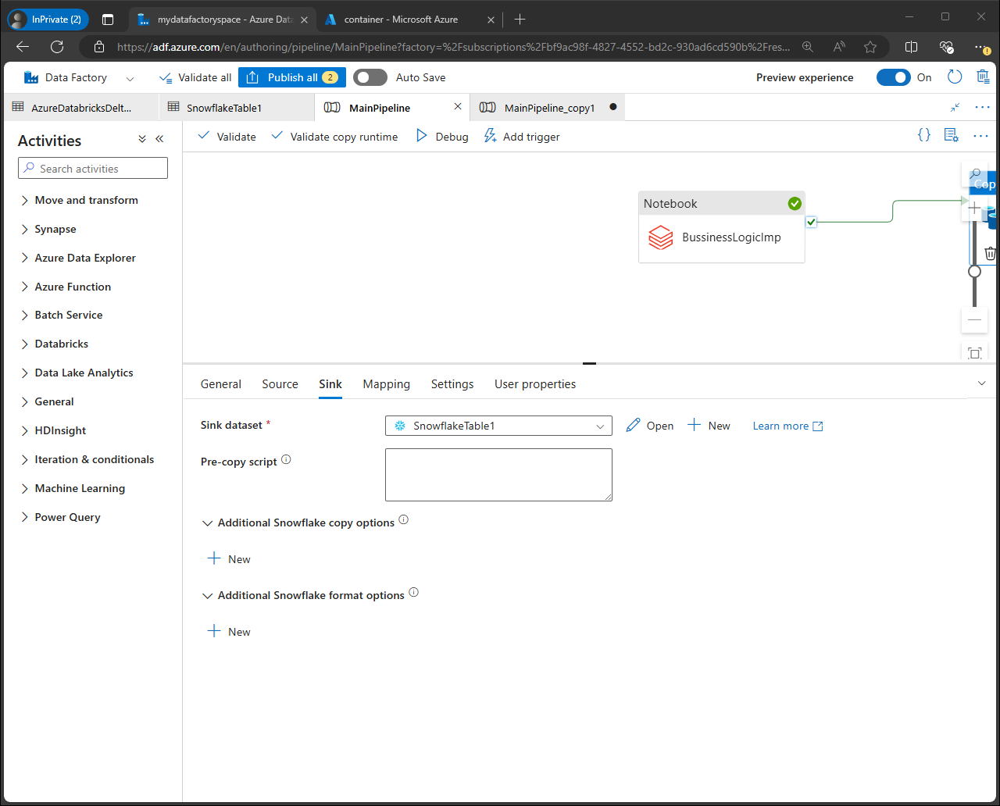 InPrivate (2)
mydatafactoryspace - Azure Data
container - Microsoft Azure
https://adf.azure.com/en/authoring/pipeline/MainPipeline?factory=%2Fsubscriptions%2Fbf9ac98f-4827-4552-bd2c-930ad6cd590b%2Fres...
Data Factory
Validate all
Publish all 2
Auto Save
Preview experience
On
AzureDatabricksDelt...
SnowflakeTable1
MainPipeline
MainPipeline_copy1
Activities
Search activities
Move and transform
Synapse
Azure Data Explorer
Azure Function
Batch Service
Databricks
Data Lake Analytics
General
HDInsight
Iteration & conditionals
Machine Learning
Power Query
Validate
Validate copy runtime
Debug
Add trigger
Notebook
BussinessLogicImp
Cop
General
Source
Sink
Mapping
Settings
User properties
Sink dataset *
SnowflakeTable1
Open
New
Learn more
Pre-copy script
Additional Snowflake copy options
New
Additional Snowflake format options
New